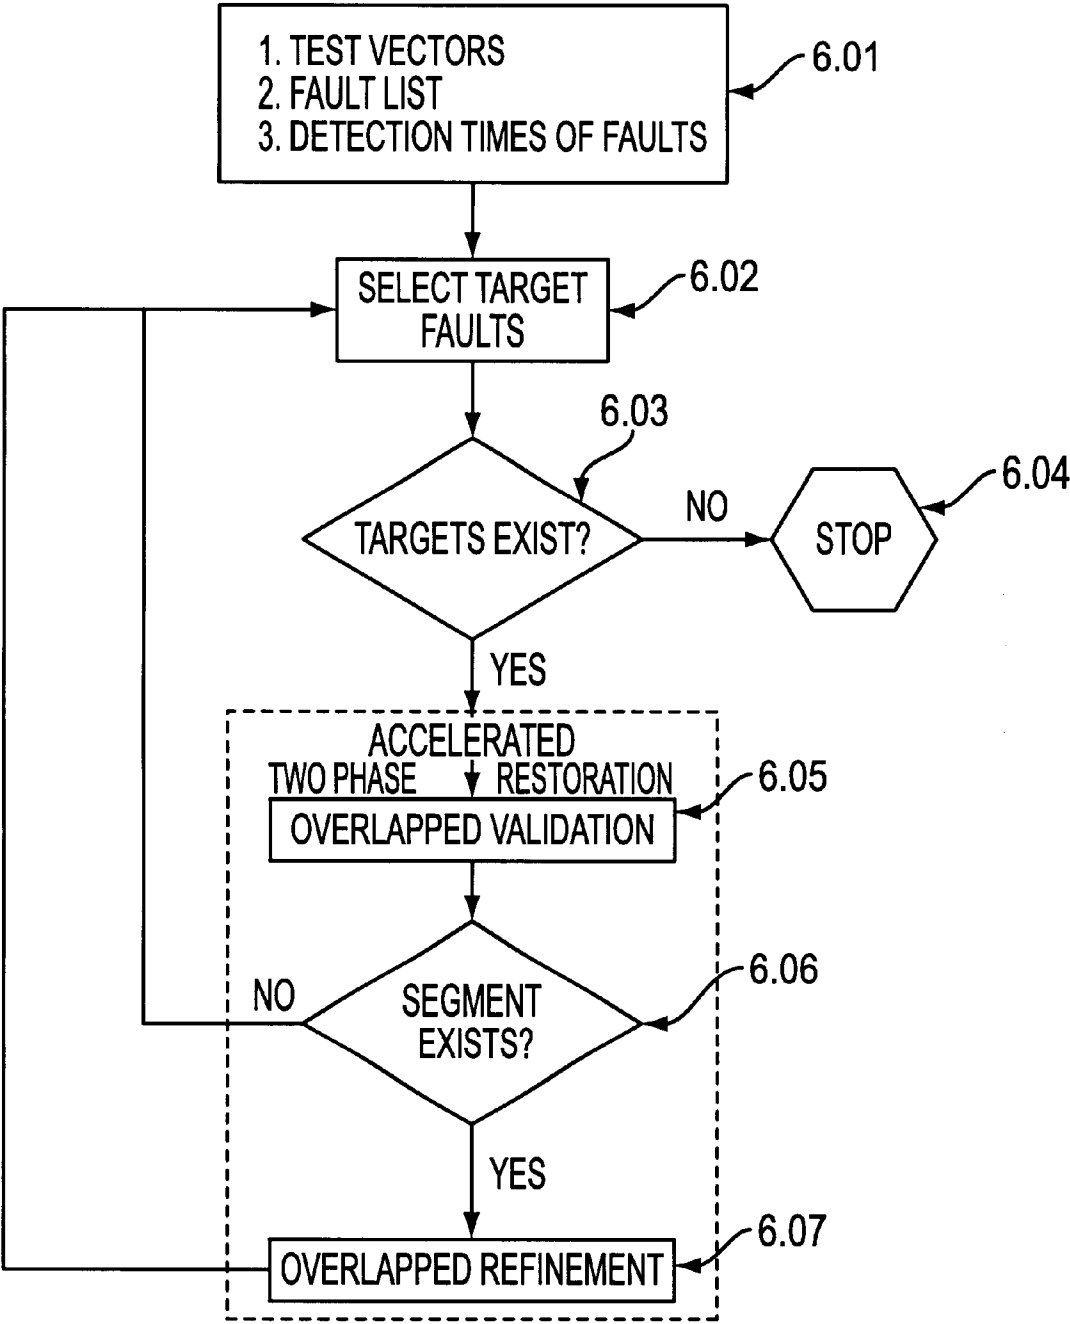 1. TEST VECTORS
2. FAULT LIST
3. DETECTION TIMES OF FAULTS
6.01
SELECT TARGET
FAULTS
6.02
6.03
TARGETS EXIST?
NO
STOP
6.04
YES
ACCELERATED
TWO PHASE RESTORATION
6.05
OVERLAPPED VALIDATION
NO
SEGMENT
EXISTS?
6.06
YES
6.07
OVERLAPPED REFINEMENT